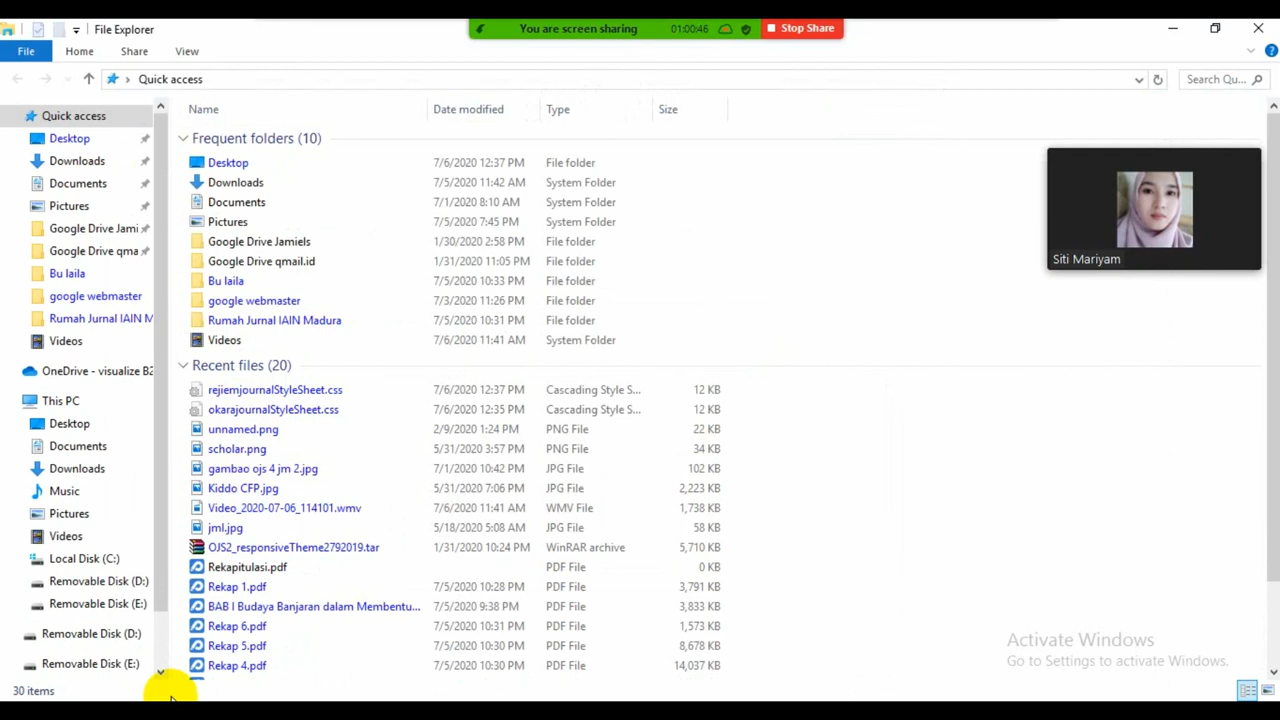 File Explorer
You are screen sharing 01:00:46 Stop Share
File Home Share View
Quick access Search Qu...
Name Date modified Type Size
Quick access
Desktop
Downloads
Documents
Pictures
Google Drive Jami
Google Drive qma
Bu laila
google webmaster
Rumah Jurnal IAIN M
Videos
OneDrive - visualize B2
This PC
Desktop
Documents
Downloads
Music
Pictures
Videos
Local Disk (C:)
Removable Disk (D:)
Removable Disk (E:)
Removable Disk (D:)
Removable Disk (E:)
Frequent folders (10)
Desktop 7/6/2020 12:37 PM File folder
Downloads 7/5/2020 11:42 AM System Folder
Documents 7/1/2020 8:10 AM System Folder
Pictures 7/5/2020 7:45 PM System Folder
Google Drive Jamiels 1/30/2020 2:58 PM File folder
Google Drive qmail.id 1/31/2020 11:05 PM File folder
Bu laila 7/5/2020 10:33 PM File folder
google webmaster 7/3/2020 11:26 PM File folder
Rumah Jurnal IAIN Madura 7/5/2020 10:31 PM File folder
Videos 7/6/2020 11:41 AM System Folder
Recent files (20)
rejiemjournalStyleSheet.css 7/6/2020 12:37 PM Cascading Style S... 12 KB
okarajournalStyleSheet.css 7/6/2020 12:35 PM Cascading Style S... 12 KB
unnamed.png 2/9/2020 1:24 PM PNG File 22 KB
scholar.png 5/31/2020 3:57 PM PNG File 34 KB
gambao ojs 4 jm 2.jpg 7/1/2020 10:42 PM JPG File 102 KB
Kiddo CFP.jpg 5/31/2020 7:06 PM JPG File 2,223 KB
Video_2020-07-06_114101.wmv 7/6/2020 11:41 AM WMV File 1,738 KB
jml.jpg 5/18/2020 5:08 AM JPG File 58 KB
OJS2_responsiveTheme2792019.tar 1/31/2020 10:24 PM WinRAR archive 5,710 KB
Rekapitulasi.pdf PDF File 0 KB
Rekap 1.pdf 7/5/2020 10:28 PM PDF File 3,791 KB
BAB I Budaya Banjaran dalam Membentu... 7/5/2020 9:38 PM PDF File 3,833 KB
Rekap 6.pdf 7/5/2020 10:31 PM PDF File 1,573 KB
Rekap 5.pdf 7/5/2020 10:30 PM PDF File 8,678 KB
Rekap 4.pdf 7/5/2020 10:30 PM PDF File 14,037 KB
Siti Mariyam
Activate Windows
Go to Settings to activate Windows.
30 items